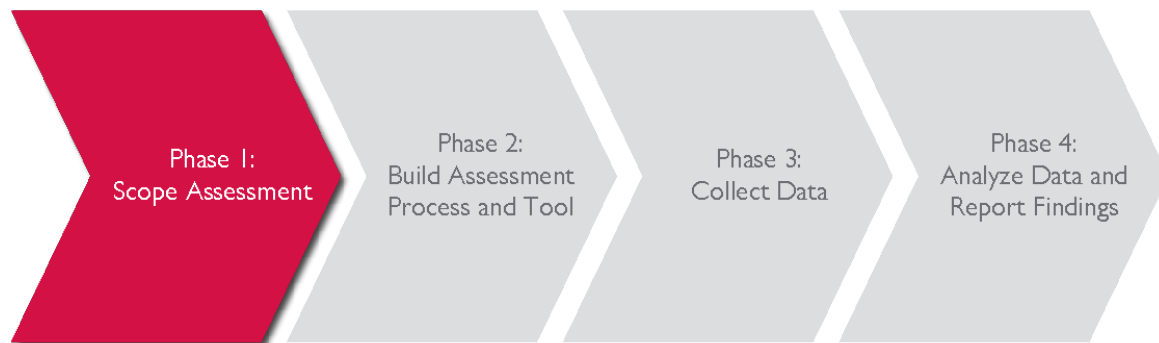 Phase 1:
Scope Assessment
Phase 2:
Build Assessment
Process and Tool
Phase 3:
Collect Data
Phase 4:
Analyze Data and
Report Findings